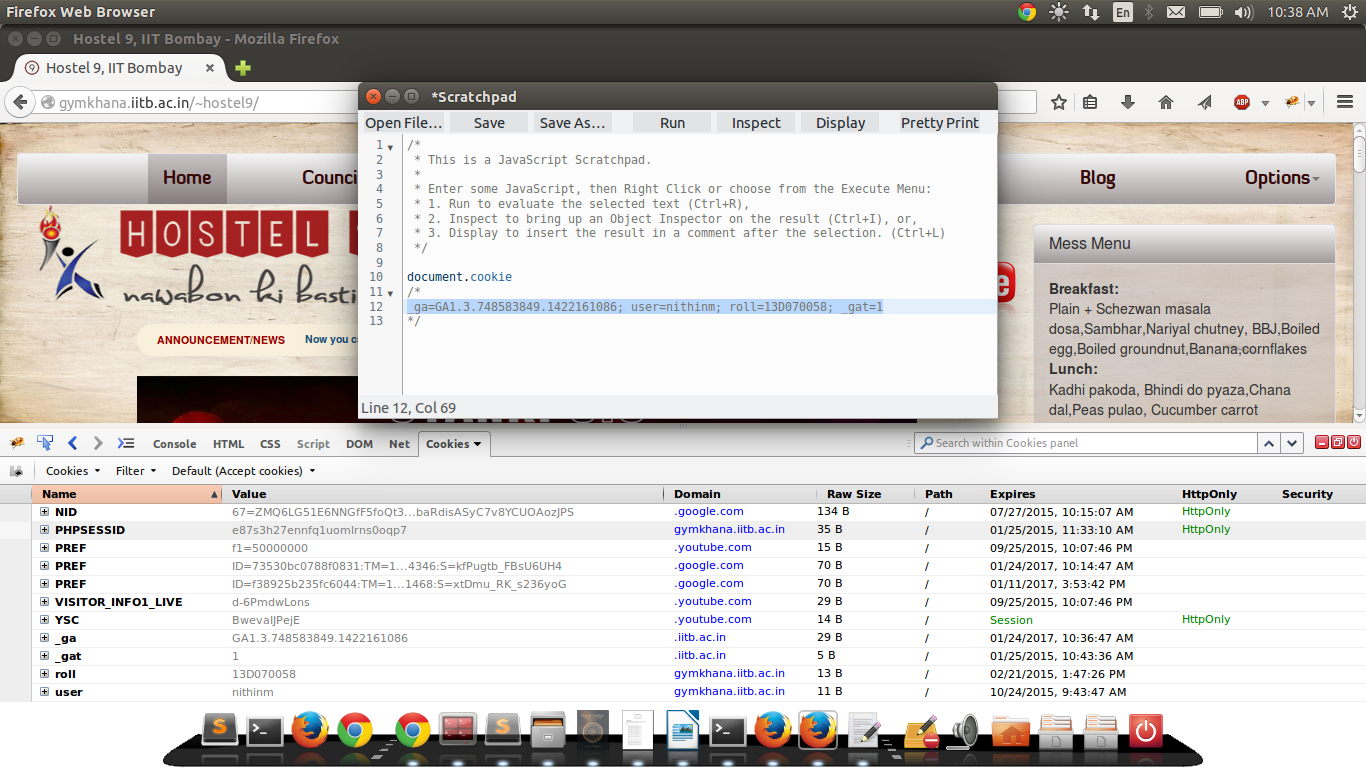 Firefox Web Browser
En
10:38 AM
Hostel 9, IIT Bombay - Mozilla Firefox
Hostel 9, IIT Bombay
gymkhana.iitb.ac.in/~hostel9/
ABP
*Scratchpad
Open File... Save Save As... Run Inspect Display Pretty Print
1 /*
2 * This is a JavaScript Scratchpad.
3 *
4 * Enter some JavaScript, then Right Click or choose from the Execute Menu:
5 * 1. Run to evaluate the selected text (Ctrl+R),
6 * 2. Inspect to bring up an Object Inspector on the result (Ctrl+I), or,
7 * 3. Display to insert the result in a comment after the selection. (Ctrl+L)
8 */
9
10 document.cookie
11 /*
12 _ga=GA1.3.748583849.1422161086; user=nithinm; roll=13D070058; _gat=1
13 */
Line 12, Col 69
Home
Blog
Options
HOSTEL
nawabon ki basti
ANNOUNCEMENT/NEWS
Now you
Mess Menu
Breakfast:
Plain + Schezwan masala
dosa,Sambhar,Nariyal chutney, BBJ,Boiled
egg,Boiled groundnut,Banana,cornflakes
Lunch:
Kadhi pakoda, Bhindi do pyaza,Chana
dal,Peas pulao, Cucumber carrot
Console HTML CSS Script DOM Net Cookies
Search within Cookies panel
Cookies Filter Default (Accept cookies)
Name Value Domain Raw Size Path Expires HttpOnly Security
NID 67=ZMQ6LG51E6NNGfF5foQt3...baRdisASyC7v8YCUOAozJPS .google.com 134 B / 07/27/2015, 10:15:07 AM HttpOnly
PHPSESSID e87s3h27ennfq1uomlrns0oqp7 gymkhana.iitb.ac.in 35 B / 01/25/2015, 11:33:10 AM HttpOnly
PREF f1=50000000 .youtube.com 15 B / 09/25/2015, 10:07:46 PM
PREF ID=73530bc0788f0831:TM=1...4346:S=kfPugtb_FBsU6UH4 .google.com 70 B / 01/24/2017, 10:14:47 AM
PREF ID=f38925b235fc6044:TM=1...1468:S=xtDmu_RK_s236yoG .google.com 70 B / 01/11/2017, 3:53:42 PM
VISITOR_INFO1_LIVE d-6PmdwLons .youtube.com 29 B / 09/25/2015, 10:07:46 PM
YSC BwevaIJPejE .youtube.com 14 B / Session HttpOnly
_ga GA1.3.748583849.1422161086 .iitb.ac.in 29 B / 01/24/2017, 10:36:47 AM
_gat 1 .iitb.ac.in 5 B / 01/25/2015, 10:43:36 AM
roll 13D070058 gymkhana.iitb.ac.in 13 B / 02/21/2015, 1:47:26 PM
user nithinm gymkhana.iitb.ac.in 11 B / 10/24/2015, 9:43:47 AM